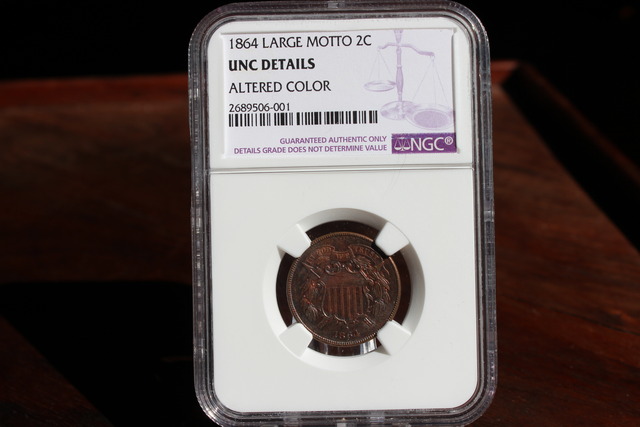 1864 LARGE MOTTO 2C
UNC DETAILS
ALTERED COLOR
2689506-001
GUARANTEED AUTHENTIC ONLY
DETAILS GRADE DOES NOT DETERMINE VALUE
NGC®
1864